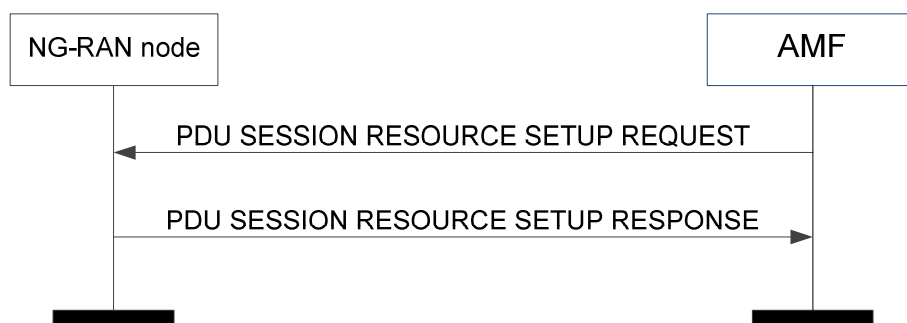 NG-RAN node
AMF
PDU SESSION RESOURCE SETUP REQUEST
PDU SESSION RESOURCE SETUP RESPONSE